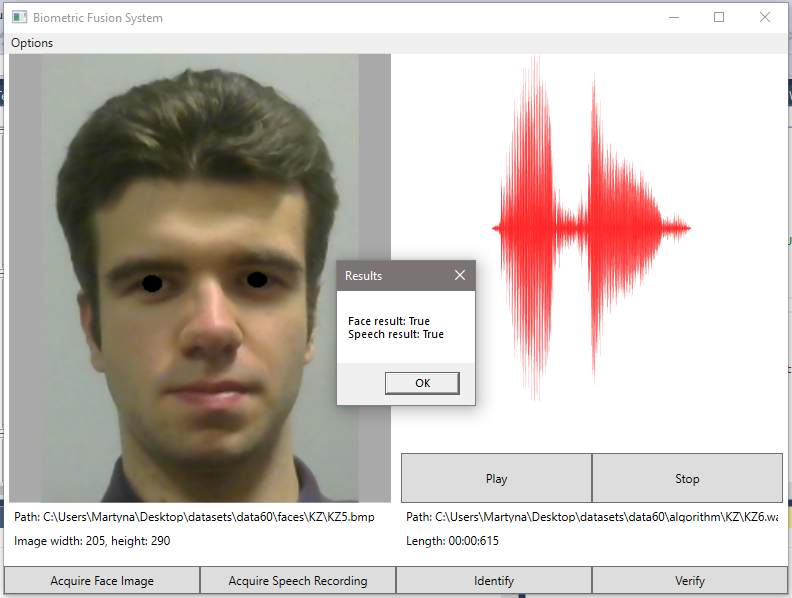 Biometric Fusion System
Options
Results
Face result: True
Speech result: True
OK
Play
Stop
Path: C:\Users\Martyna\Desktop\datasets\data60\faces\KZ\KZ5.bmp
Path: C:\Users\Martyna\Desktop\datasets\data60\algorithm\KZ\KZ6.wa
Image width: 205, height: 290
Length: 00:00:615
Acquire Face Image
Acquire Speech Recording
Identify
Verify